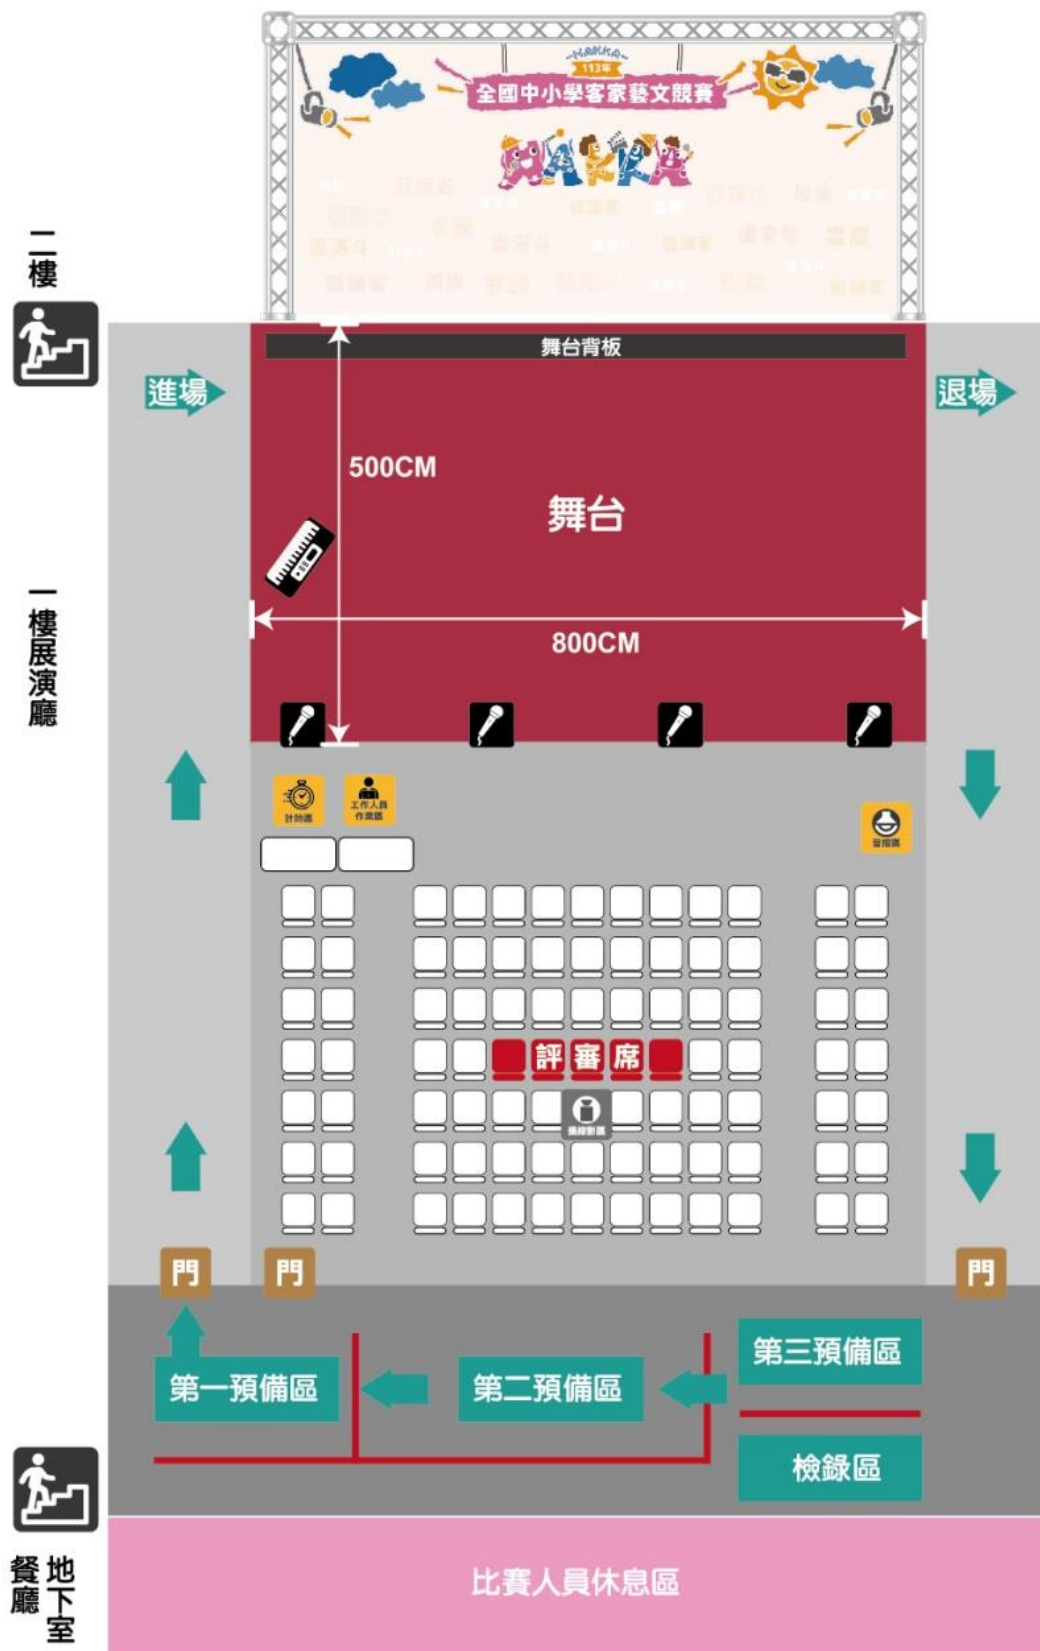 HAKKA
113年
全國中小學客家藝文競賽
HAKKA
二樓
舞台背板
進場
退場
500CM
舞台
800CM
一樓展演廳
計時區
工作人員
作業區
音控區
評審席
門
門
門
第一預備區
第二預備區
第三預備區
檢錄區
地下室
餐廳
比賽人員休息區